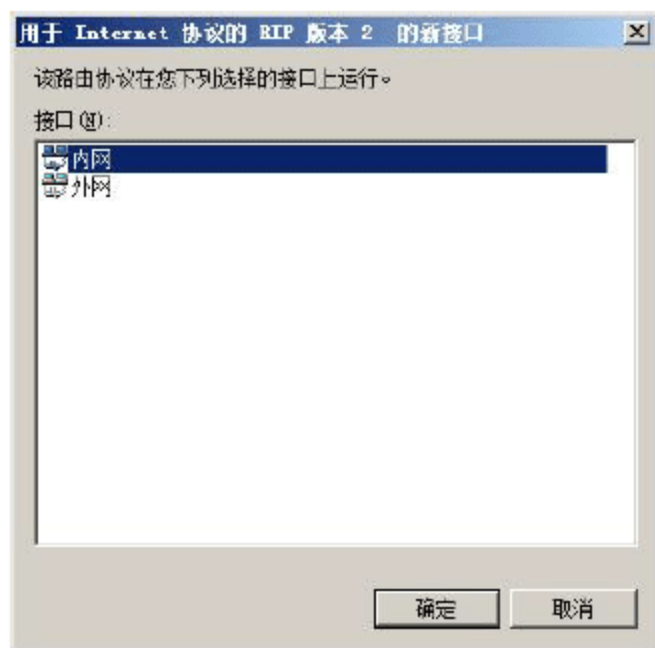 用于 Internet 协议的 RIP 版本 2 的新接口
该路由协议在您下列选择的接口上运行。
接口(N):
内网
外网
确定
取消